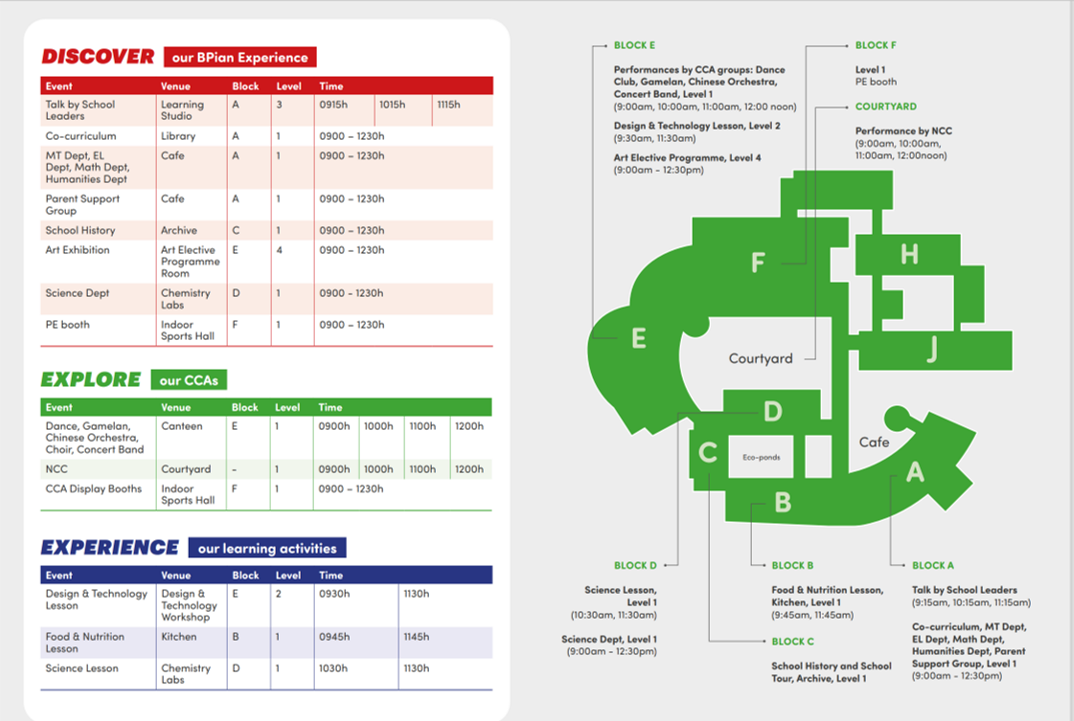 DISCOVER our BPian Experience
Event Venue Block Level Time
Talk by School Learning A 3 0915h 1015h 1115h
Leaders Studio
Co-curriculum Library A 1 0900 – 1230h
MT Dept, EL Cafe A 1 0900 – 1230h
Dept, Math Dept,
Humanities Dept
Parent Support Cafe A 1 0900 – 1230h
Group
School History Archive C 1 0900 – 1230h
Art Exhibition Art Elective E 4 0900 – 1230h
Programme
Room
Science Dept Chemistry D 1 0900 - 1230h
Labs
PE booth Indoor F 1 0900 – 1230h
Sports Hall
EXPLORE our CCAs
Event Venue Block Level Time
Dance, Gamelan, Canteen E 1 0900h 1000h 1100h 1200h
Chinese Orchestra,
Choir, Concert Band
NCC Courtyard - 1 0900h 1000h 1100h 1200h
CCA Display Booths Indoor F 1 0900 – 1230h
Sports Hall
EXPERIENCE our learning activities
Event Venue Block Level Time
Design & Technology Design & E 2 0930h 1130h
Lesson Technology
Workshop
Food & Nutrition Kitchen B 1 0945h 1145h
Lesson
Science Lesson Chemistry D 1 1030h 1130h
Labs
BLOCK E
Performances by CCA groups: Dance
Club, Gamelan, Chinese Orchestra,
Concert Band, Level 1
(9:00am, 10:00am, 11:00am, 12:00 noon)
Design & Technology Lesson, Level 2
(9:30am, 11:30am)
Art Elective Programme, Level 4
(9:00am - 12:30pm)
BLOCK F
Level 1
PE booth
COURTYARD
Performance by NCC
(9:00am, 10:00am,
11:00am, 12:00noon)
F
H
E
J
Courtyard
D
C
Eco-ponds
Cafe
A
B
BLOCK D
Science Lesson,
Level 1
(10:30am, 11:30am)
Science Dept, Level 1
(9:00am - 12:30pm)
BLOCK B
Food & Nutrition Lesson,
Kitchen, Level 1
(9:45am, 11:45am)
BLOCK C
School History and School
Tour, Archive, Level 1
BLOCK A
Talk by School Leaders
(9:15am, 10:15am, 11:15am)
Co-curriculum, MT Dept,
EL Dept, Math Dept,
Humanities Dept, Parent
Support Group, Level 1
(9:00am - 12:30pm)